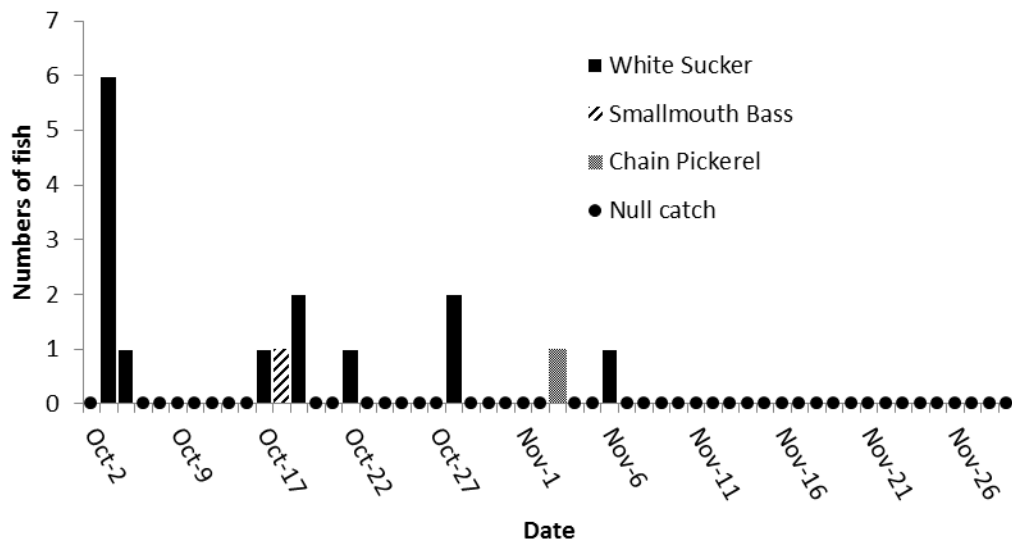 7
6
5
4
3
2
1
0
Numbers of fish
White Sucker
Smallmouth Bass
Chain Pickerel
Null catch
Oct-2
Oct-9
Oct-17
Oct-22
Oct-27
Nov-1
Nov-6
Nov-11
Nov-16
Nov-21
Nov-26
Date